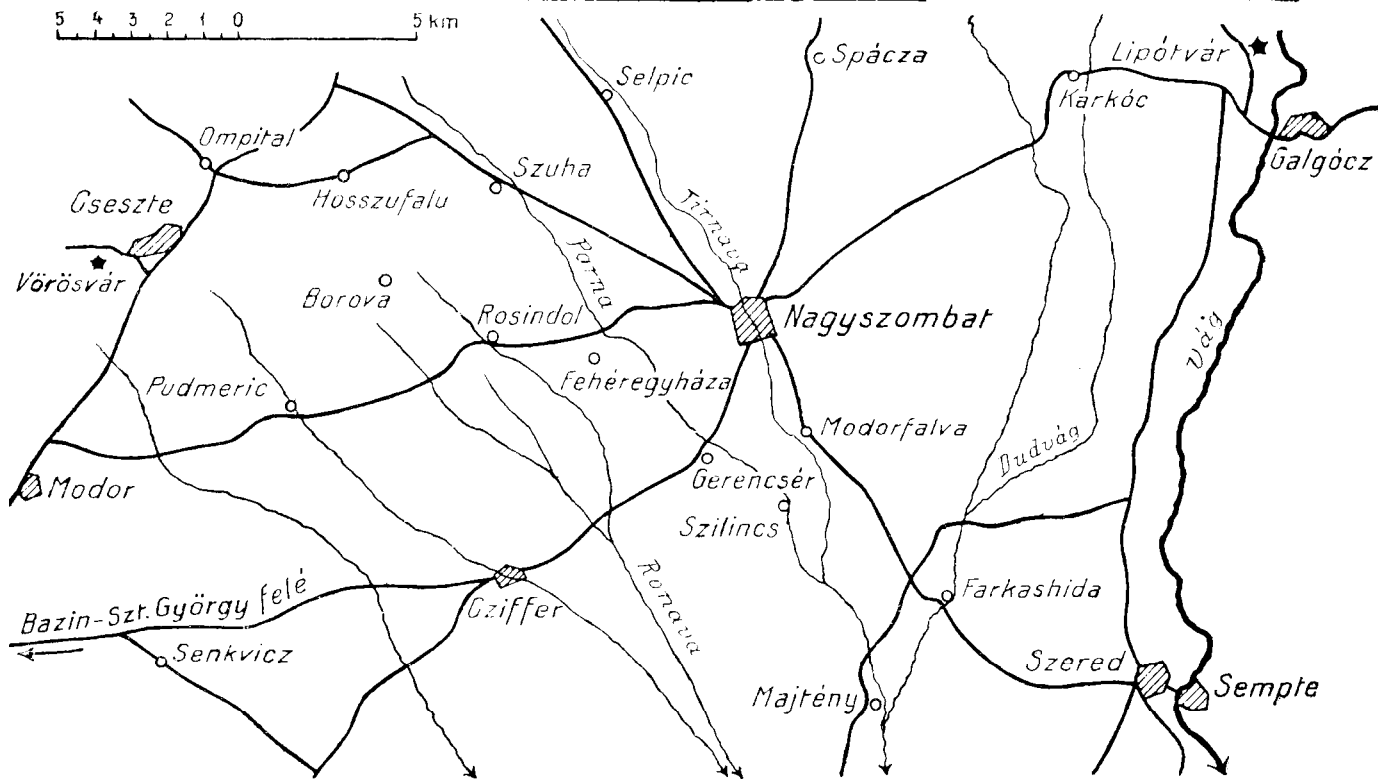 5 4 3 2 1 0 5 km
Spácza
Lipótvár
Selpic
Karkóc
Ompital
Galgócz
Szuha
Hosszufalu
Cseszte
Tirnava
Parna
Vörösvár
Borova
Rosindol
Nagyszombat
Vág
Fehéregyháza
Pudmeric
Modorfalva
Dudvág
Gerencsér
Modor
Szilincs
Ronava
Farkashida
Bazin-Szt. György felé
Cziffer
Senkvicz
Szered
Sempte
Majtény